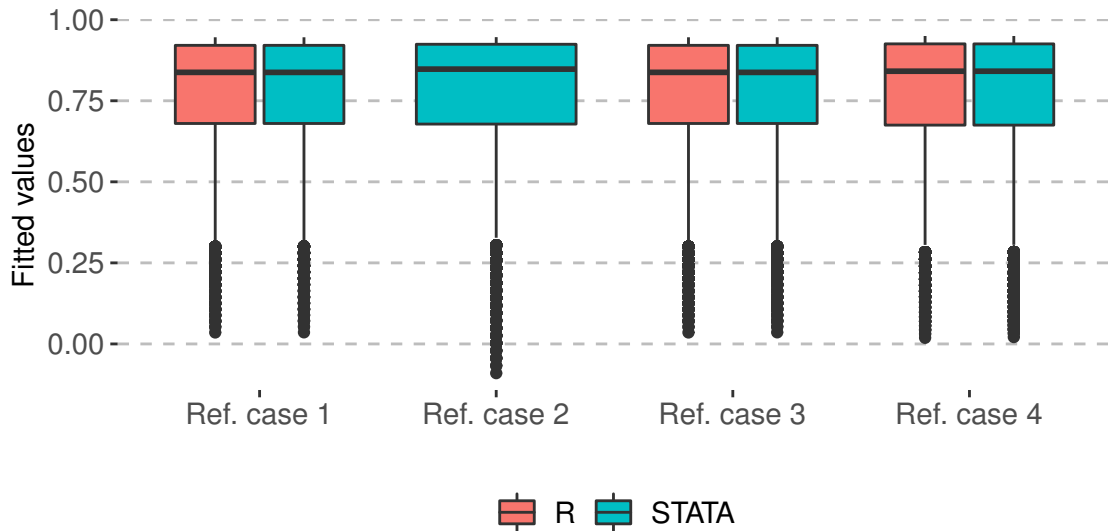 Fitted values
1.00
0.75
0.50
0.25
0.00
Ref. case 1 Ref. case 2 Ref. case 3 Ref. case 4
R STATA